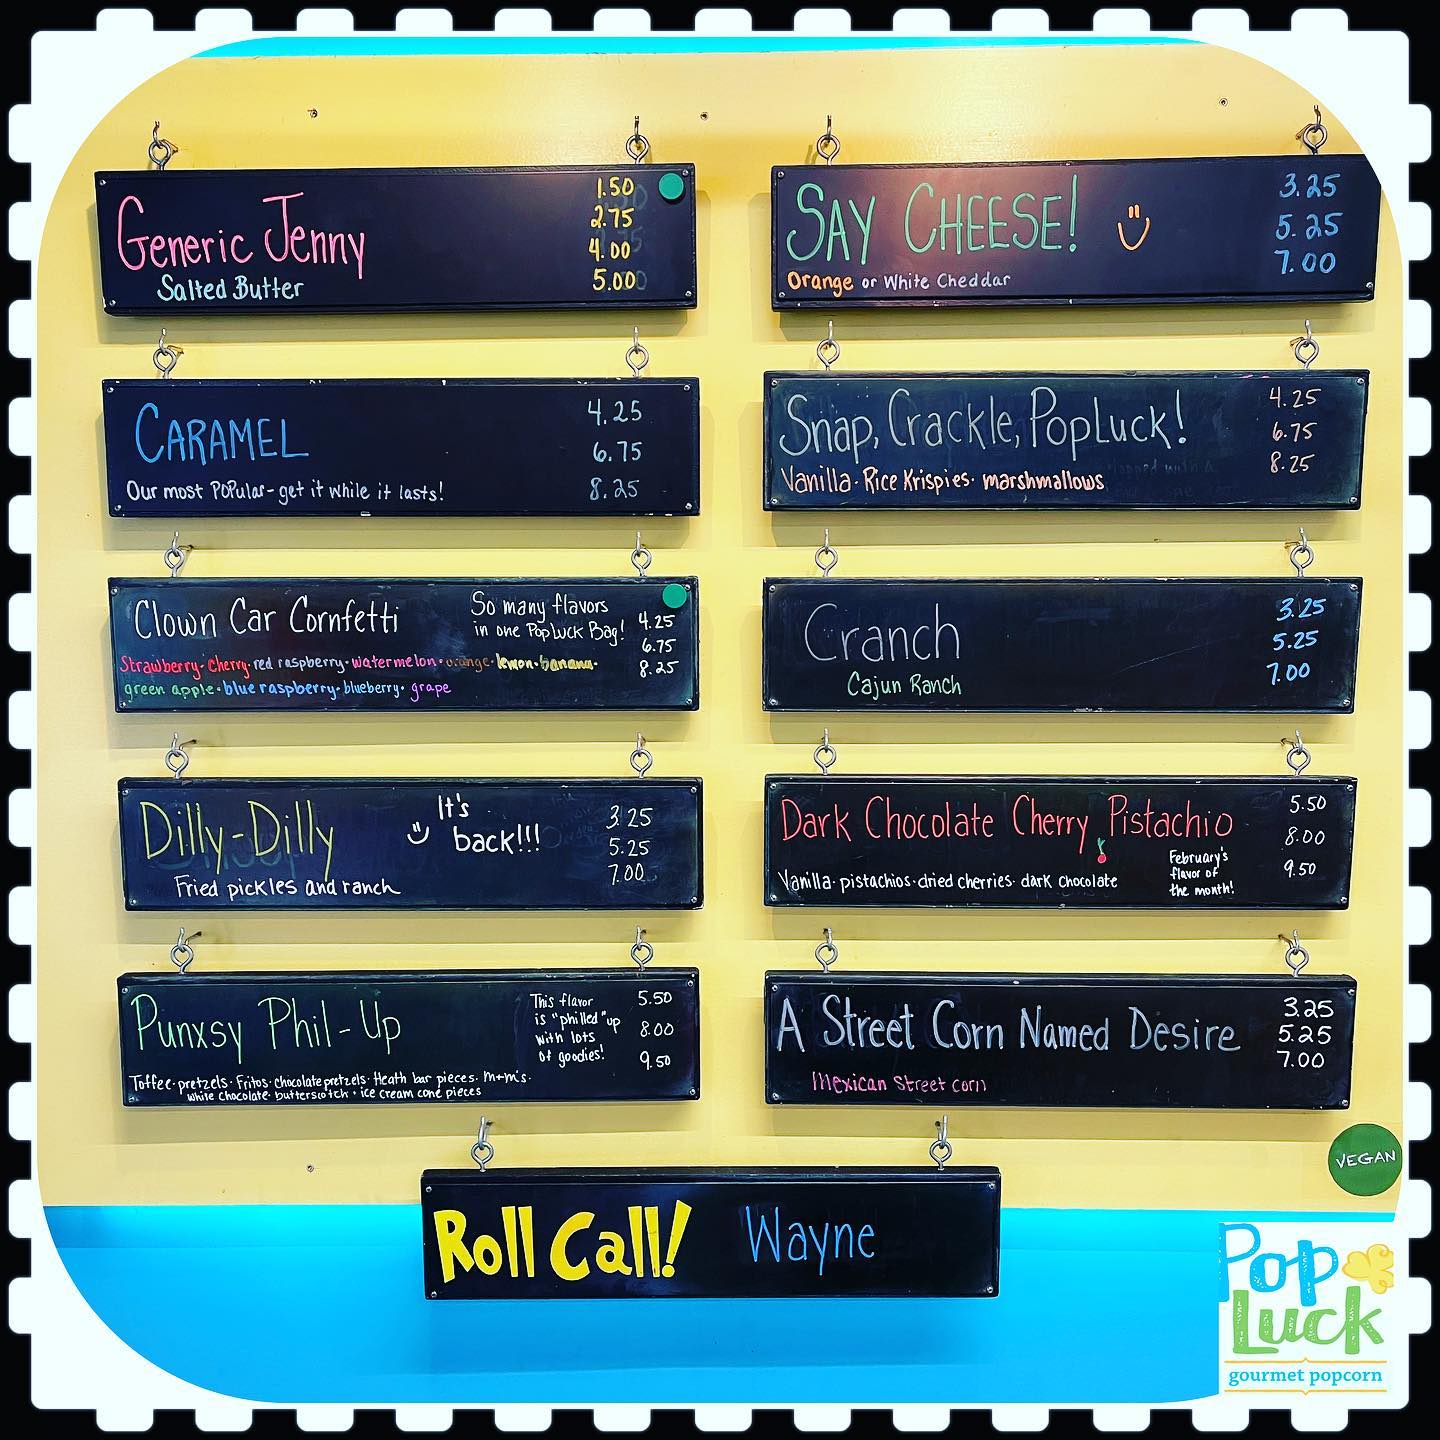 Generic Jenny
Salted Butter
1.50
2.75
4.00
5.00
SAY CHEESE!
Orange or White Cheddar
3.25
5.25
7.00
CARAMEL
Our most POPular-get it while it lasts!
4.25
6.75
8.25
Snap, Crackle, PopLuck!
Vanilla · Rice Krispies · marshmallows
4.25
6.75
8.25
Clown Car Cornfetti
So many flavors
in one PopLuck Bag!
4.25
6.75
8.25
Strawberry · cherry · red raspberry · watermelon · orange · lemon · banana ·
green apple · blue raspberry · blueberry · grape
Cranch
Cajun Ranch
3.25
5.25
7.00
Dilly-Dilly
It's
back!!!
Fried pickles and ranch
3.25
5.25
7.00
Dark Chocolate Cherry Pistachio
Vanilla · pistachios · dried cherries · dark chocolate
February's
flavor of
the month!
5.50
8.00
9.50
Punxsy Phil-Up
This flavor
is "philled" up
with lots
of goodies!
5.50
8.00
9.50
Toffee · pretzels · Fritos · chocolate pretzels · Heath bar pieces · m+m's ·
white chocolate · butterscotch · ice cream cone pieces
A Street Corn Named Desire
Mexican Street corn
3.25
5.25
7.00
VEGAN
Roll Call! Wayne
Pop
Luck
gourmet popcorn